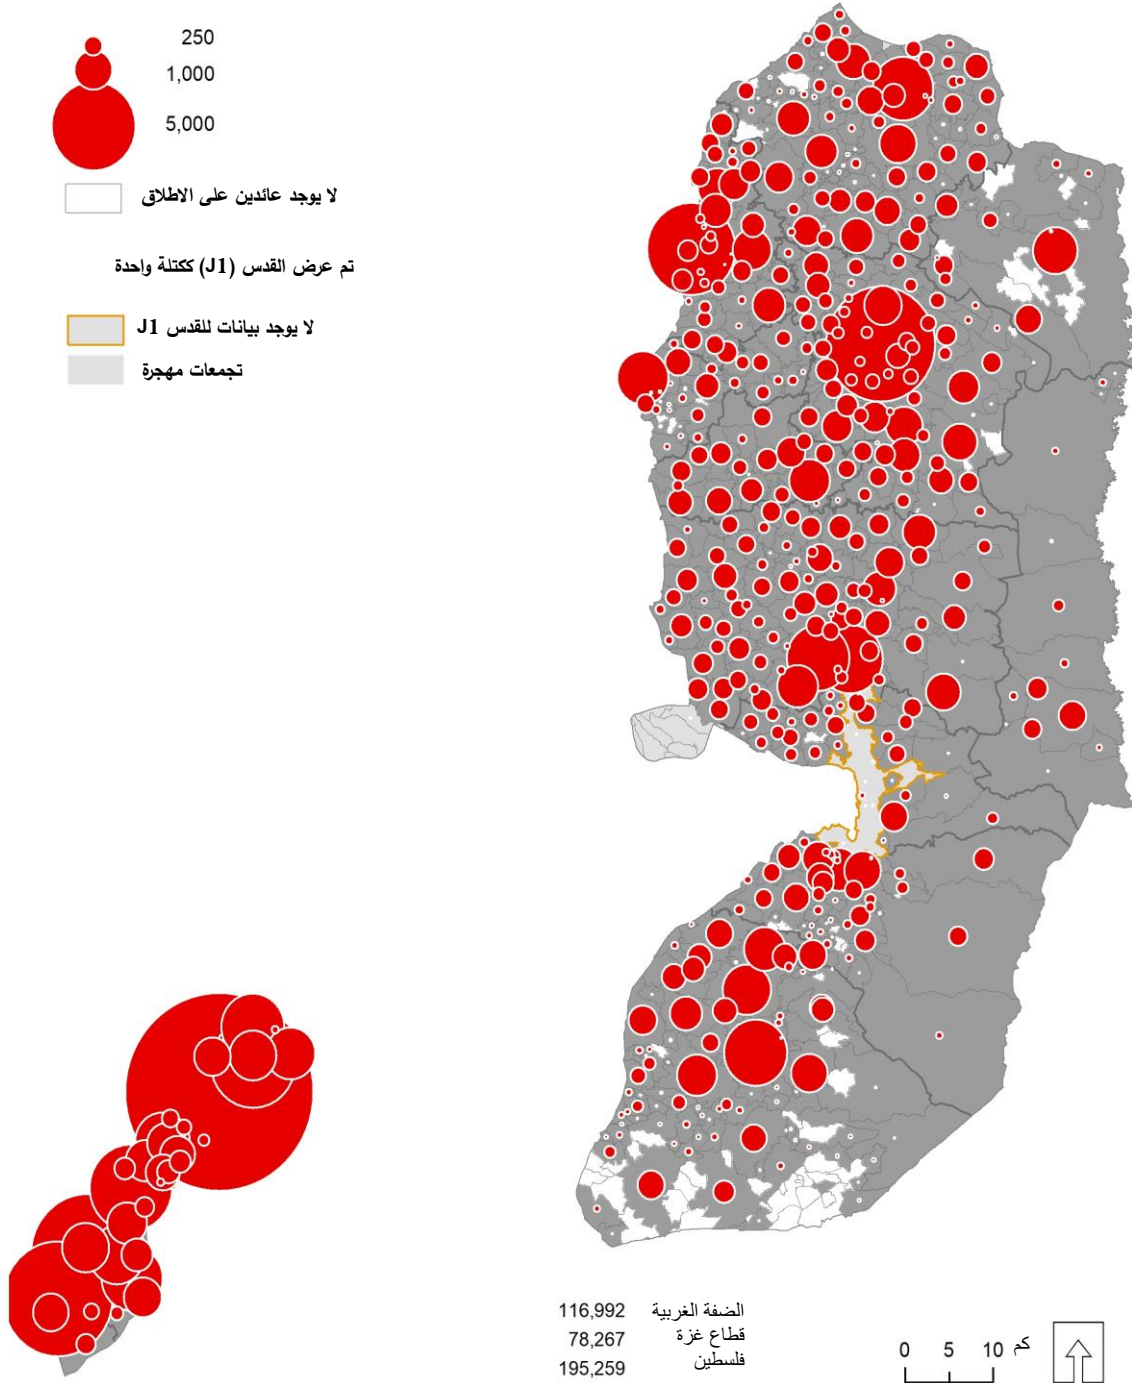 250
1,000
5,000
لا يوجد عائدين على الاطلاق
تم عرض القدس (J1) ككتلة واحدة
لا يوجد بيانات للقدس J1
تجمعات مهجرة
الضفة الغربية 116,992
قطاع غزة 78,267
فلسطين 195,259
0 5 10 كم